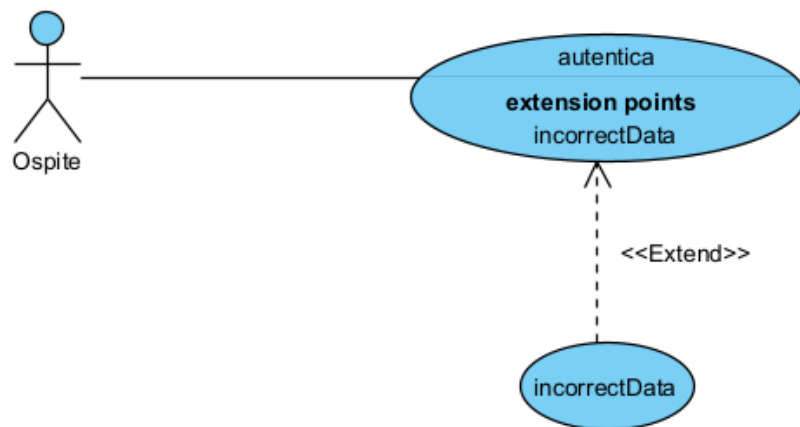 autentica
extension points
incorrectData
Ospite
<<Extend>>
incorrectData